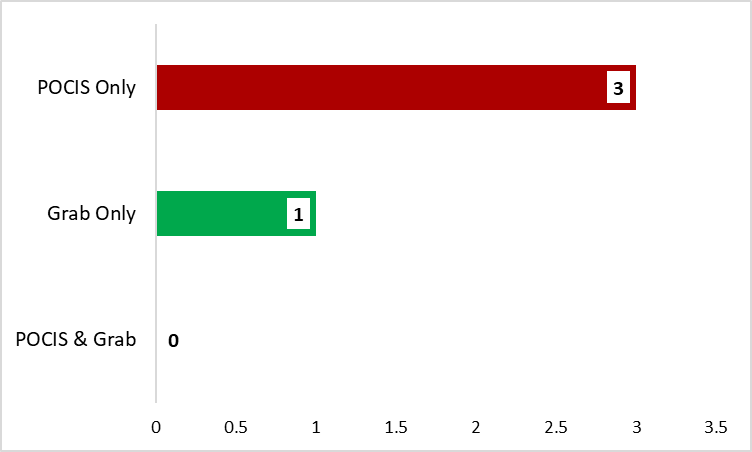 POCIS Only
3
Grab Only
1
POCIS & Grab
0
0 0.5 1 1.5 2 2.5 3 3.5